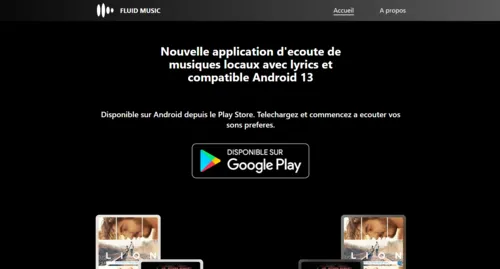 FLUID MUSIC
Accueil
A propos
Nouvelle application d'ecoute de
musiques locaux avec lyrics et
compatible Android 13
Disponible sur Android depuis le Play Store. Telechargez et commencez a ecouter vos
sons preferes.
DISPONIBLE SUR
Google Play
LION
LION